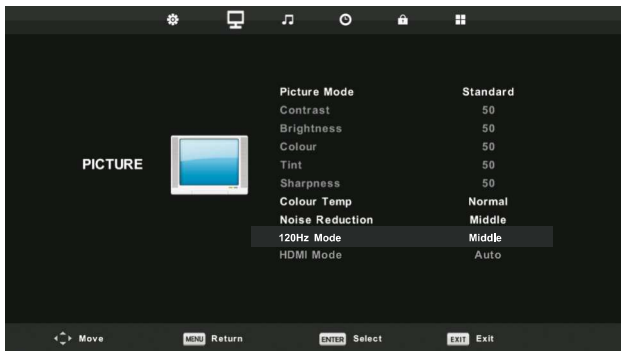 Picture Mode Standard
Contrast 50
Brightness 50
Colour 50
PICTURE
Tint 50
Sharpness 50
Colour Temp Normal
Noise Reduction Middle
120Hz Mode Middle
HDMI Mode Auto
Move MENU Return ENTER Select EXIT Exit